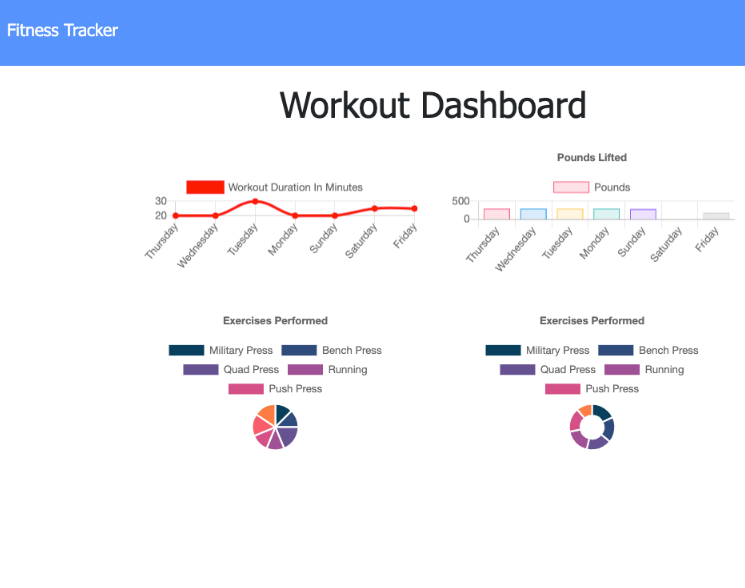 Fitness Tracker
Workout Dashboard
Workout Duration In Minutes
30
20
Thursday
Wednesday
Tuesday
Monday
Sunday
Saturday
Friday
Pounds Lifted
Pounds
500
0
Thursday
Wednesday
Tuesday
Monday
Sunday
Saturday
Friday
Exercises Performed
Military Press Bench Press
Quad Press Running
Push Press
Exercises Performed
Military Press Bench Press
Quad Press Running
Push Press